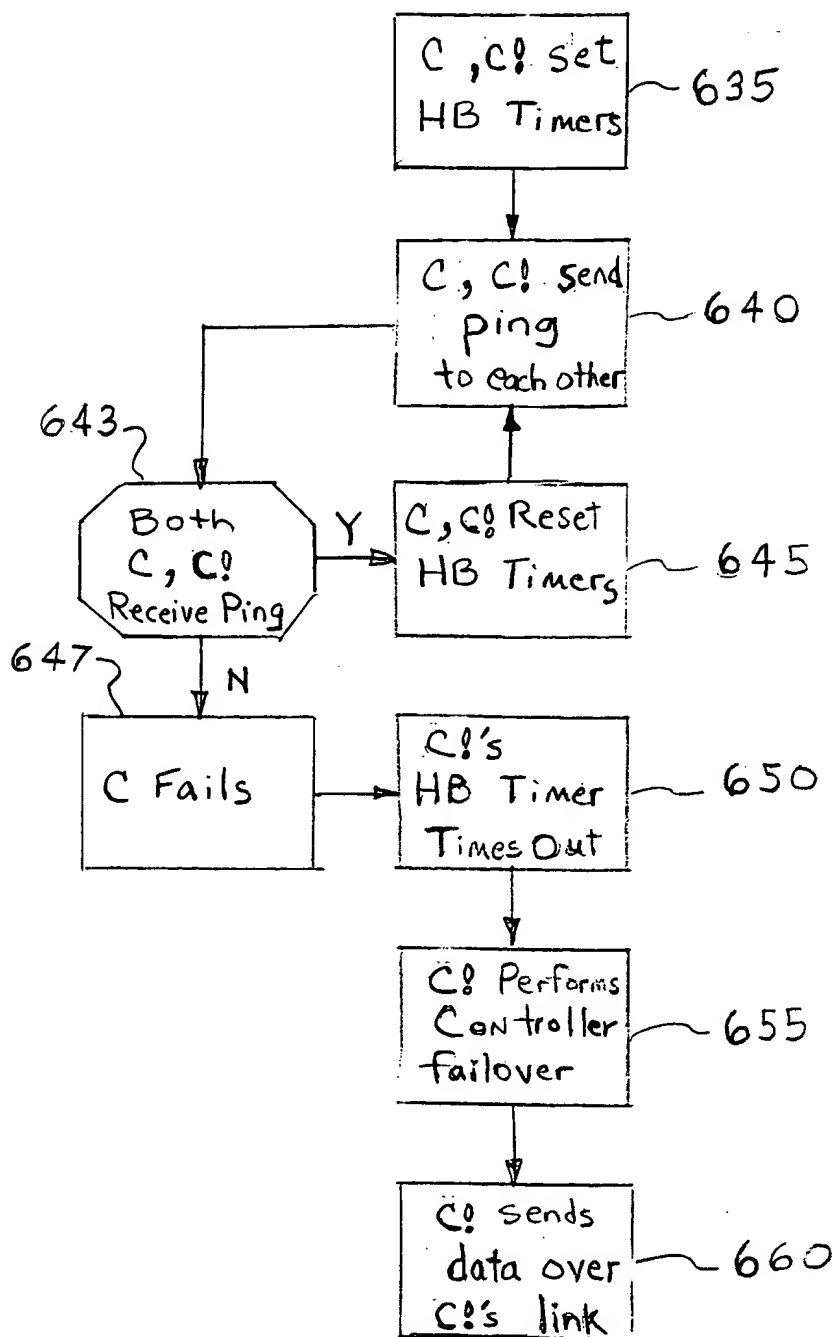 C, C! set
HB Timers
635
C, C! send
ping
to each other
640
643
Both
C, C!
Receive Ping
Y
C, C! Reset
HB Timers
645
647
N
C Fails
C!'s
HB Timer
Times Out
650
C! Performs
Controller
failover
655
C! sends
data over
C!'s link
660